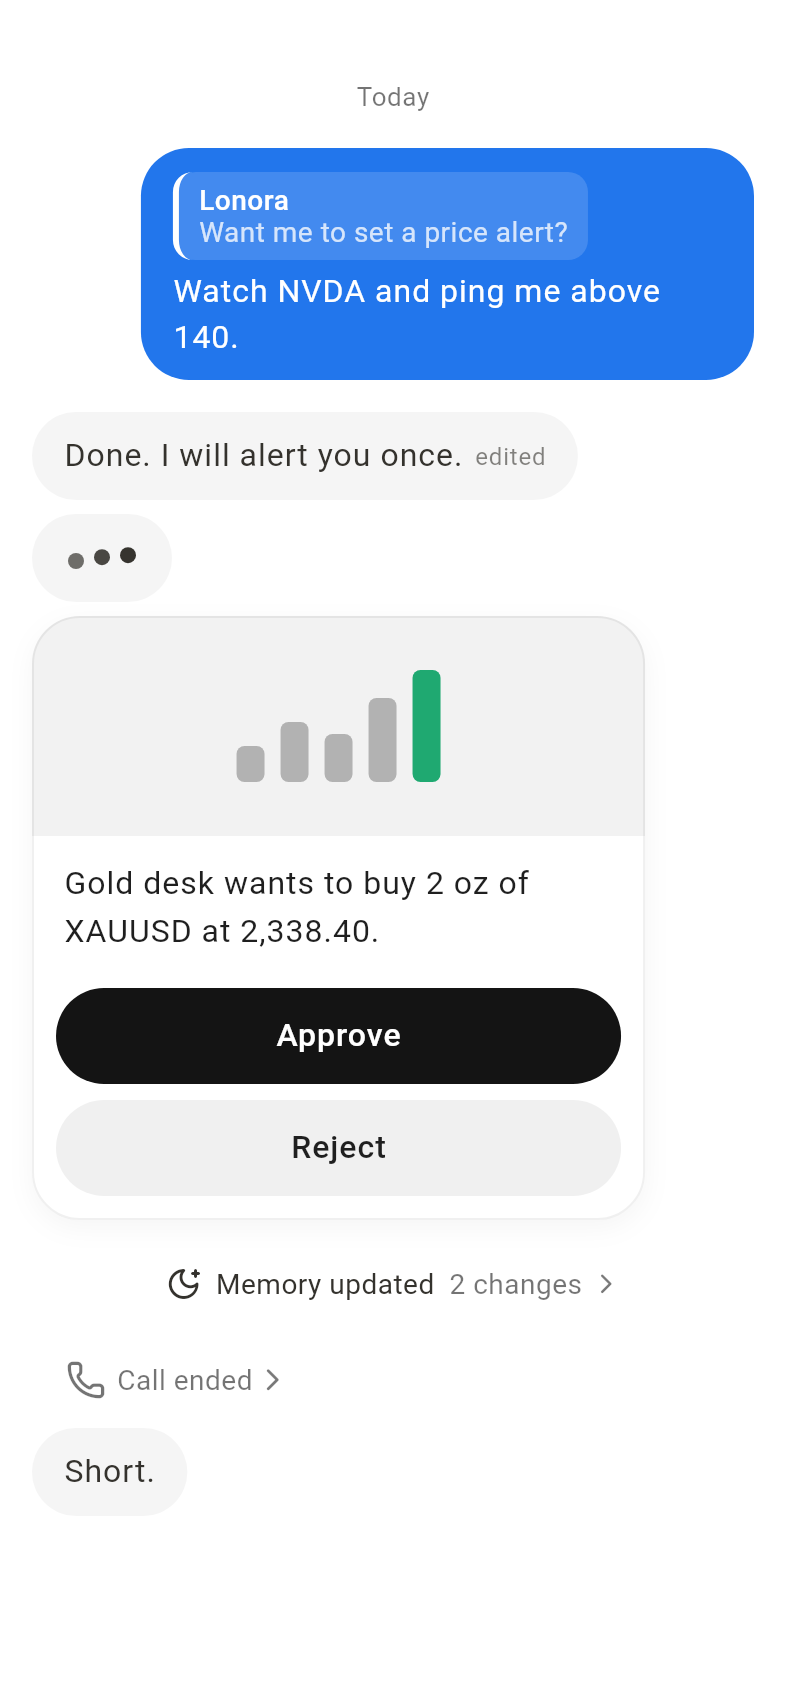 Today
Lonora
Want me to set a price alert?
Watch NVDA and ping me above
140.
Done. I will alert you once. edited
Gold desk wants to buy 2 oz of
XAUUSD at 2,338.40.
Approve
Reject
Memory updated 2 changes
Call ended
Short.